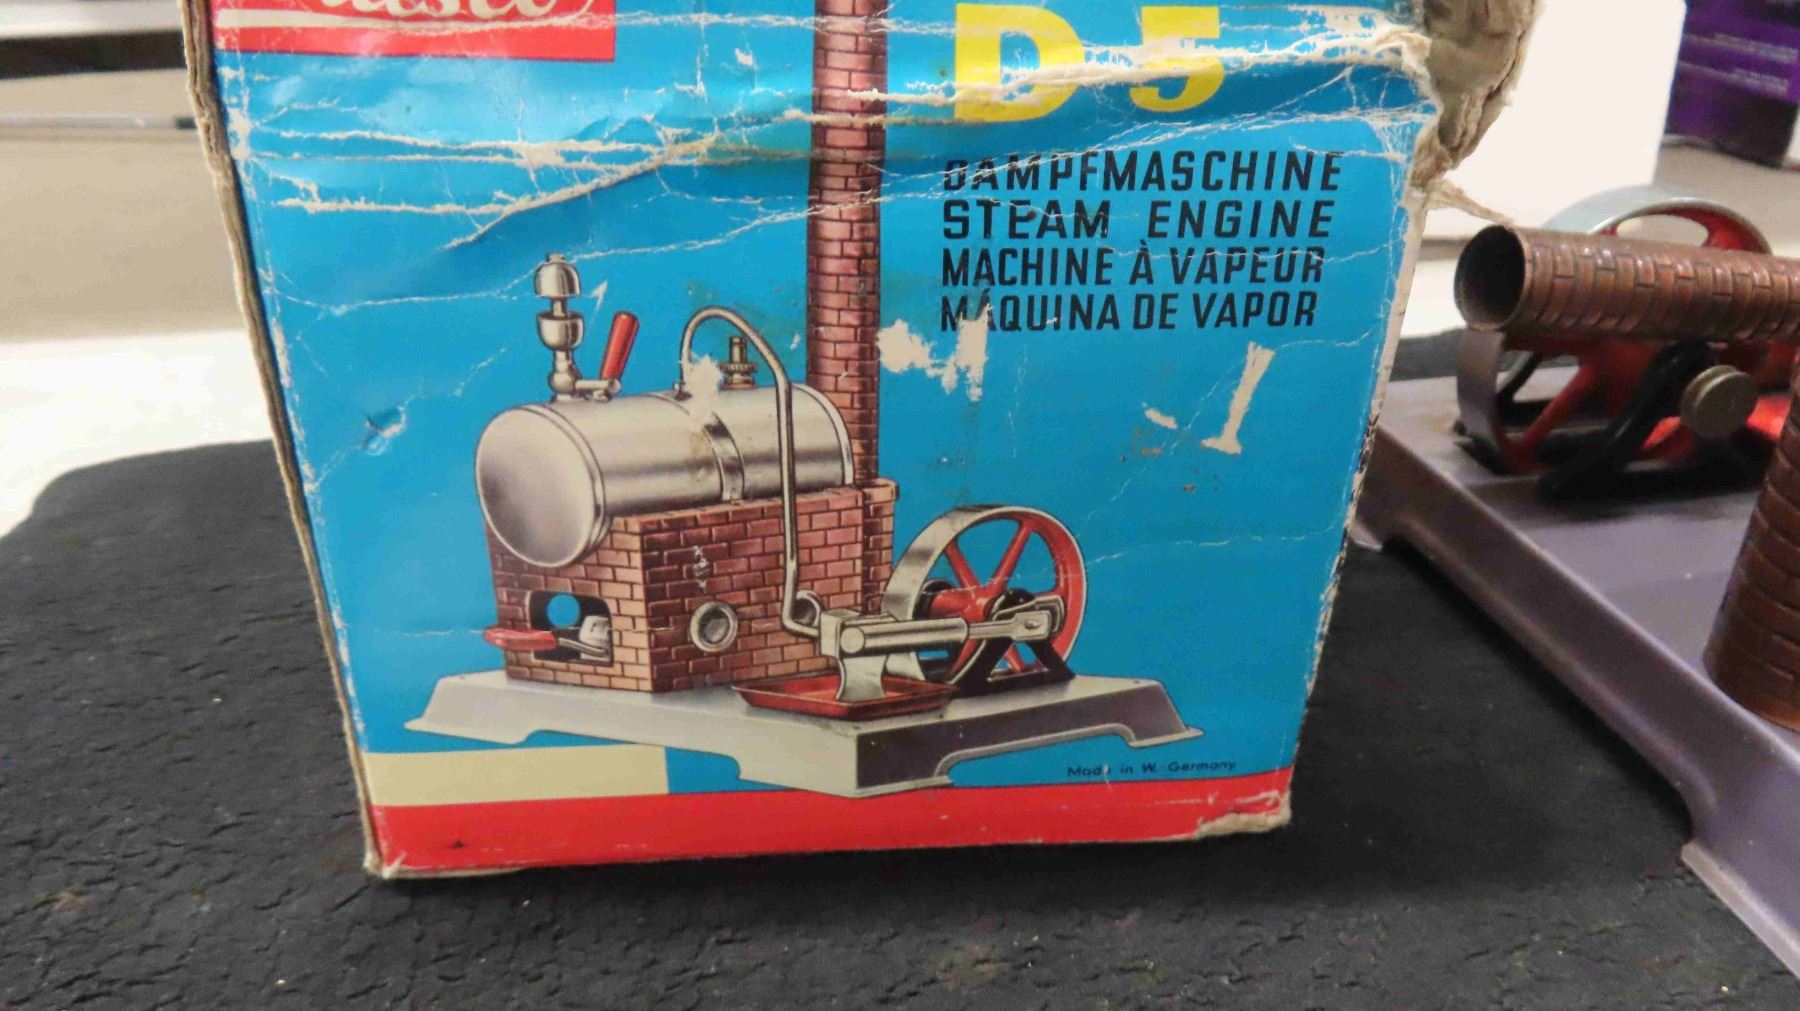 D 5
DAMPFMASCHINE
STEAM ENGINE
MACHINE À VAPEUR
MÁQUINA DE VAPOR
Made in W. Germany